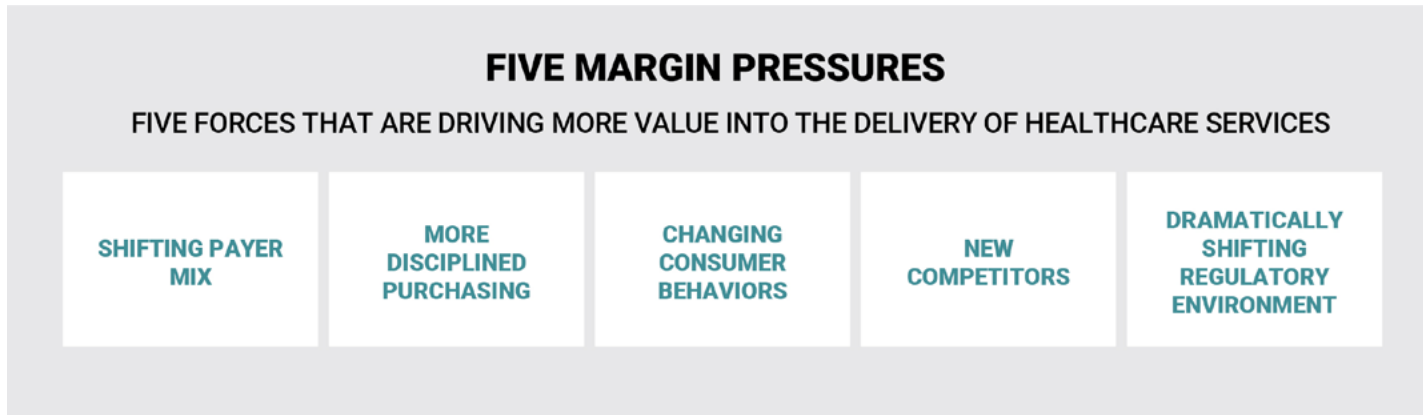 FIVE MARGIN PRESSURES
FIVE FORCES THAT ARE DRIVING MORE VALUE INTO THE DELIVERY OF HEALTHCARE SERVICES
SHIFTING PAYER
MIX
MORE
DISCIPLINED
PURCHASING
CHANGING
CONSUMER
BEHAVIORS
NEW
COMPETITORS
DRAMATICALLY
SHIFTING
REGULATORY
ENVIRONMENT